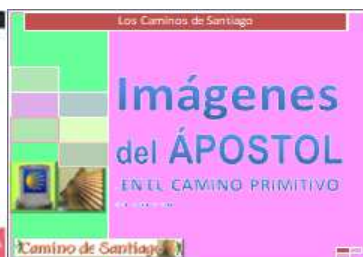 Los Caminos de Santiago
Imágenes
del ÁPOSTOL
EN EL CAMINO PRIMITIVO
Camino de Santiago